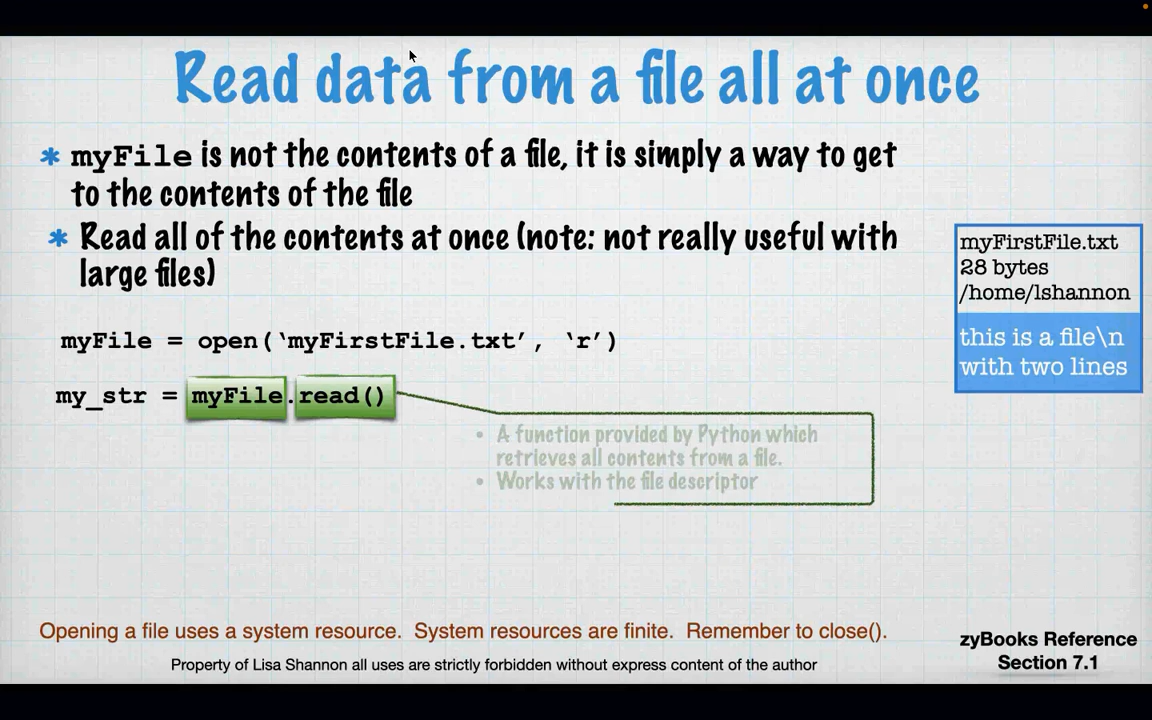 Read data from a file all at once
* myFile is not the contents of a file, it is simply a way to get
to the contents of the file
* Read all of the contents at once (note: not really useful with
large files)
myFirstFile.txt
28 bytes
/home/lshannon
this is a file\n
with two lines
myFile = open(‘myFirstFile.txt’, ‘r’)
my_str = myFile.read()
• A function provided by Python which
retrieves all contents from a file.
• Works with the file descriptor
Opening a file uses a system resource. System resources are finite. Remember to close().
zyBooks Reference
Section 7.1
Property of Lisa Shannon all uses are strictly forbidden without express content of the author